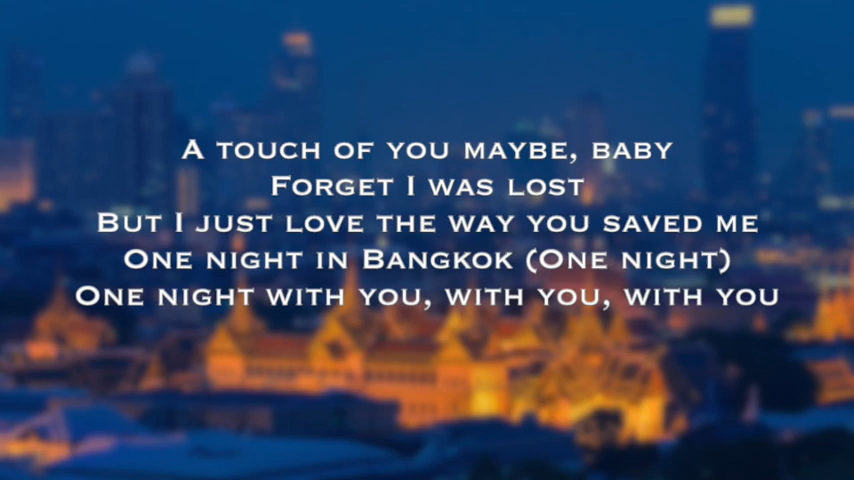 A TOUCH OF YOU MAYBE, BABY
FORGET I WAS LOST
BUT I JUST LOVE THE WAY YOU SAVED ME
ONE NIGHT IN BANGKOK (ONE NIGHT)
ONE NIGHT WITH YOU, WITH YOU, WITH YOU